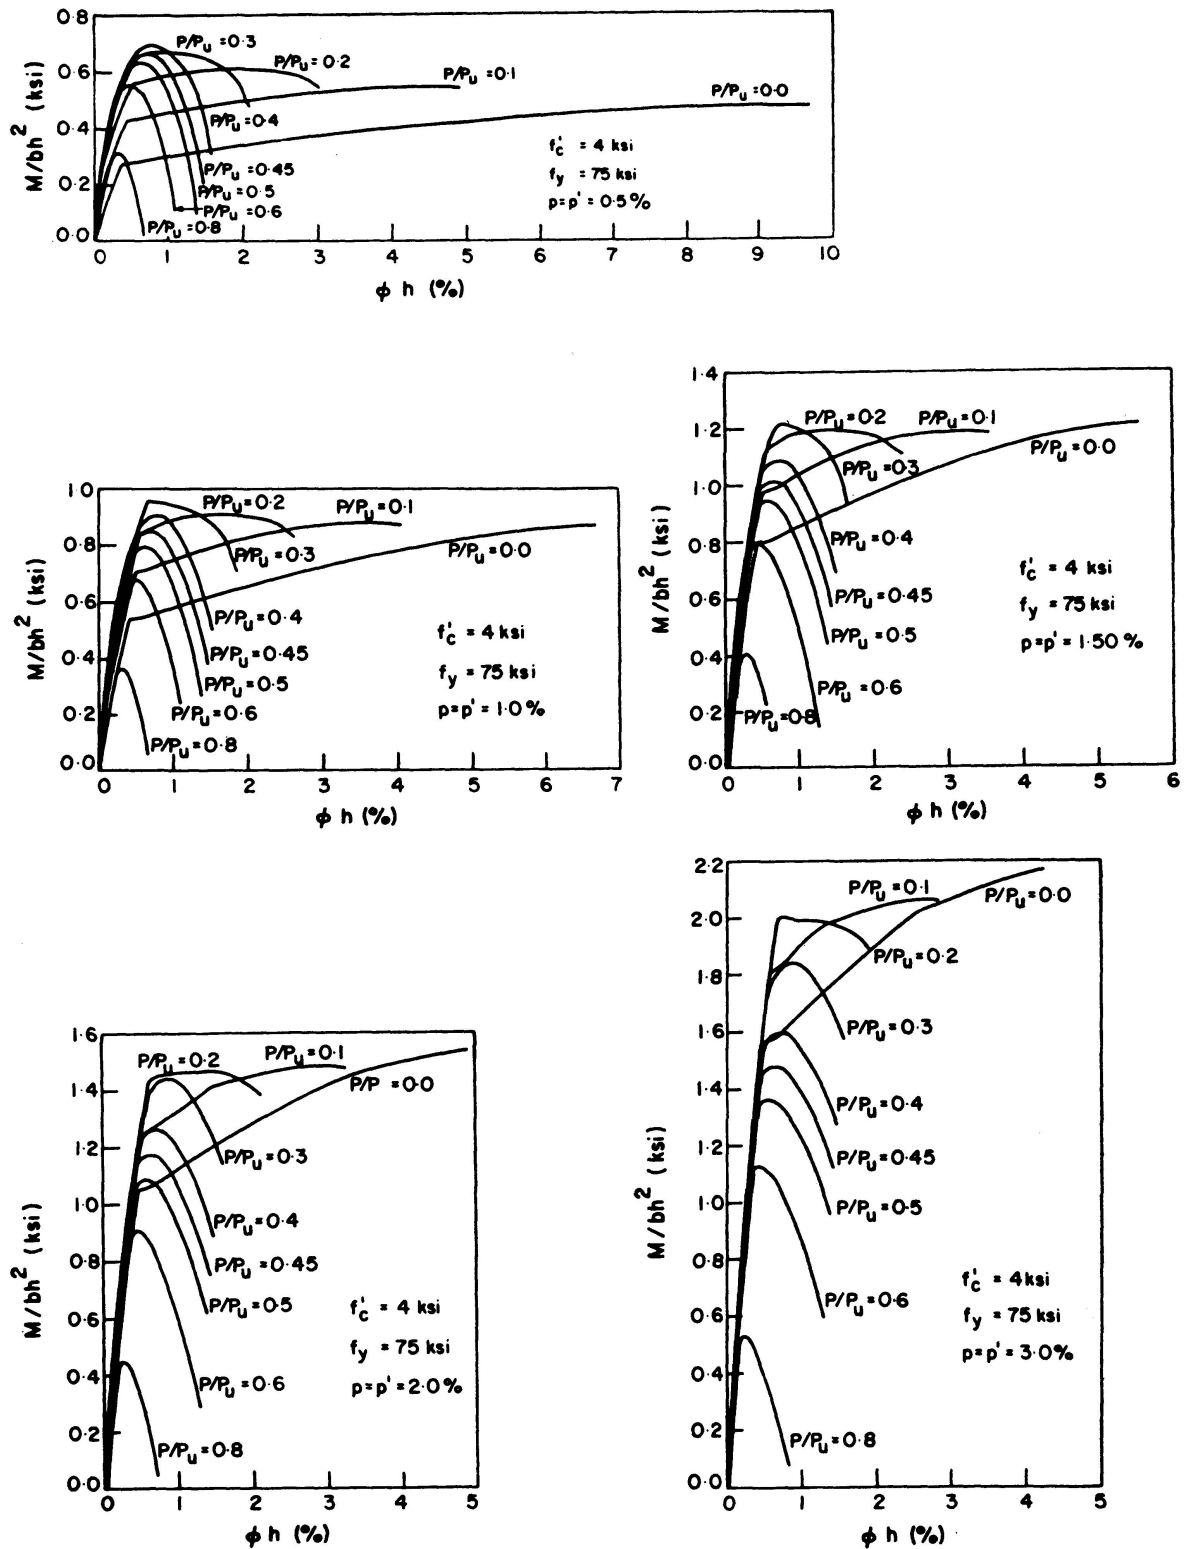 0.8
0.6
0.4
0.2
0.0
M/bh² (ksi)
P/Pu =0.3
P/Pu =0.2
P/Pu =0.1
P/Pu =0.0
P/Pu =0.4
P/Pu =0.45
P/Pu =0.5
P/Pu =0.6
P/Pu =0.8
f'c = 4 ksi
fy = 75 ksi
p=p' = 0.5%
0 1 2 3 4 5 6 7 8 9 10
ϕ h (%)
1.0
0.8
0.6
0.4
0.2
0.0
M/bh² (ksi)
P/Pu =0.2
P/Pu =0.1
P/Pu =0.0
P/Pu =0.3
P/Pu =0.4
P/Pu =0.45
P/Pu =0.5
P/Pu =0.6
P/Pu =0.8
f'c = 4 ksi
fy = 75 ksi
p=p' = 1.0%
0 1 2 3 4 5 6 7
ϕ h (%)
1.4
1.2
1.0
0.8
0.6
0.4
0.2
0.0
M/bh² (ksi)
P/Pu =0.2
P/Pu =0.1
P/Pu =0.0
P/Pu =0.3
P/Pu =0.4
P/Pu =0.45
P/Pu =0.5
P/Pu =0.6
P/Pu =0.8
f'c = 4 ksi
fy = 75 ksi
p=p' = 1.50%
0 1 2 3 4 5 6
ϕ h (%)
1.6
1.4
1.2
1.0
0.8
0.6
0.4
0.2
0.0
M/bh² (ksi)
P/Pu =0.2
P/Pu =0.1
P/P =0.0
P/Pu =0.3
P/Pu =0.4
P/Pu =0.45
P/Pu =0.5
P/Pu =0.6
P/Pu =0.8
f'c = 4 ksi
fy = 75 ksi
p=p' = 2.0%
0 1 2 3 4 5
ϕ h (%)
2.2
2.0
1.8
1.6
1.4
1.2
1.0
0.8
0.6
0.4
0.2
0.0
M/bh² (ksi)
P/Pu =0.1
P/Pu =0.0
P/Pu =0.2
P/Pu =0.3
P/Pu =0.4
P/Pu =0.45
P/Pu =0.5
P/Pu =0.6
P/Pu =0.8
f'c = 4ksi
fy = 75 ksi
p=p' = 3.0%
0 1 2 3 4 5
ϕ h (%)